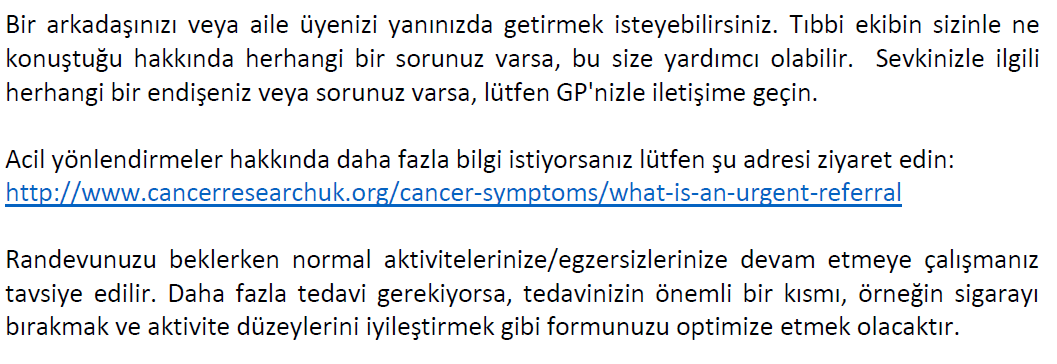 Bir arkadaşınızı veya aile üyenizi yanınızda getirmek isteyebilirsiniz. Tıbbi ekibin sizinle ne
konuştuğu hakkında herhangi bir sorunuz varsa, bu size yardımcı olabilir.  Sevkinizle ilgili
herhangi bir endişeniz veya sorunuz varsa, lütfen GP'nizle iletişime geçin.

Acil yönlendirmeler hakkında daha fazla bilgi istiyorsanız lütfen şu adresi ziyaret edin:
http://www.cancerresearchuk.org/cancer-symptoms/what-is-an-urgent-referral

Randevunuzu beklerken normal aktivitelerinize/egzersizlerinize devam etmeye çalışmanız
tavsiye edilir. Daha fazla tedavi gerekiyorsa, tedavinizin önemli bir kısmı, örneğin sigarayı
bırakmak ve aktivite düzeylerini iyileştirmek gibi formunuzu optimize etmek olacaktır.